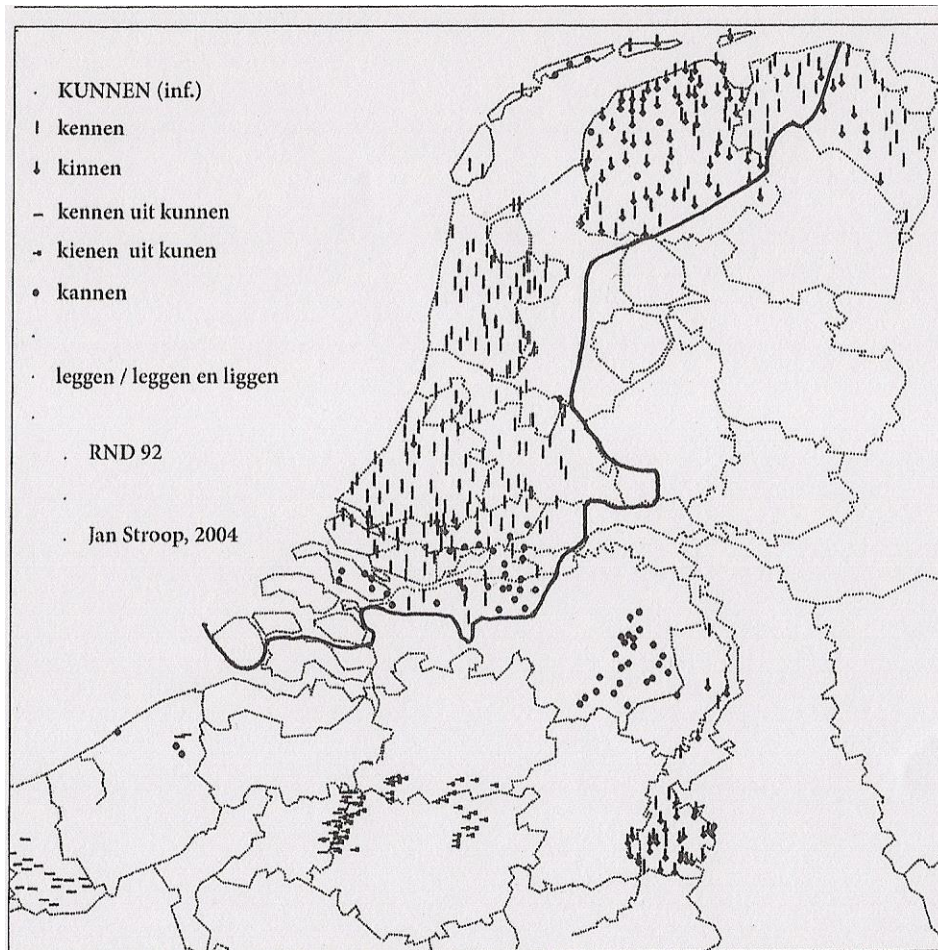 KUNNEN (inf.)
kennen
kinnen
kennen uit kunnen
kienen uit kunen
kannen
leggen / leggen en liggen
RND 92
Jan Stroop, 2004